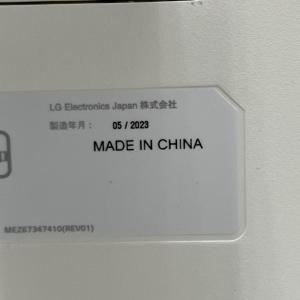 LG Electronics Japan 株式会社
製造年月： 05 / 2023
MADE IN CHINA
MEZ67347410(REV01)